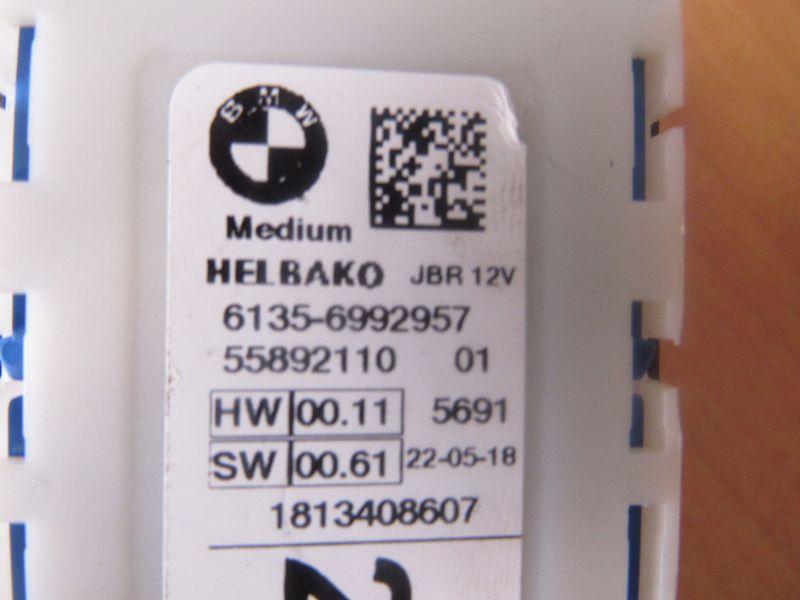 BMW
Medium
HELBAKO JBR 12V
6135-6992957
55892110 01
HW 00.11 5691
SW 00.61 22-05-18
1813408607
2